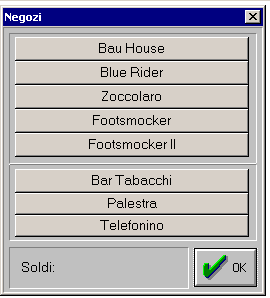 Negozi
Bau House
Blue Rider
Zoccolaro
Footsmocker
Footsmocker II
Bar Tabacchi
Palestra
Telefonino
Soldi:
OK